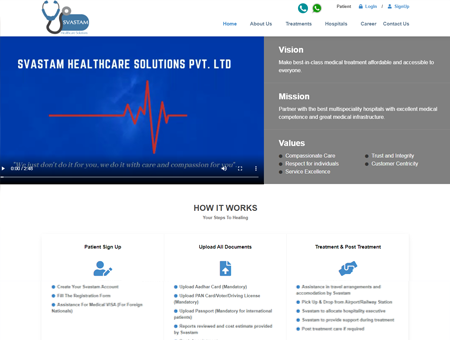 SVASTAM
Patient
Login
/
SignUp
Home
About Us
Treatments
Hospitals
Career
Contact Us
SVASTAM HEALTHCARE SOLUTIONS PVT. LTD
"We just don't do it for you, we do it with care and compassion for you".
0:00 / 2:48
Vision
Make best-in-class medical treatment affordable and accessible to
everyone.
Mission
Partner with the best multispeciality hospitals with excellent medical
competence and great medical infrastructure.
Values
Compassionate Care
Trust and Integrity
Respect for individuals
Customer Centricity
Service Excellence
HOW IT WORKS
Your Steps To Healing
Patient Sign Up
Create Your Svastam Account
Fill The Registration Form
Assistance For Medical VISA (For Foreign
Nationals)
Upload All Documents
Upload Aadhar Card (Mandatory)
Upload PAN Card/Voter/Driving License
(Mandatory)
Upload Passport (Mandatory for international
patients)
Reports reviewed and cost estimate provided
by Svastam
Treatment & Post Treatment
Assistance in travel arrangements and
accomodation by Svastam
Pick Up & Drop from Airport/Railway Station
Svastam to allocate hospitality executive
Svastam to provide support during treatment
Post treatment care if required